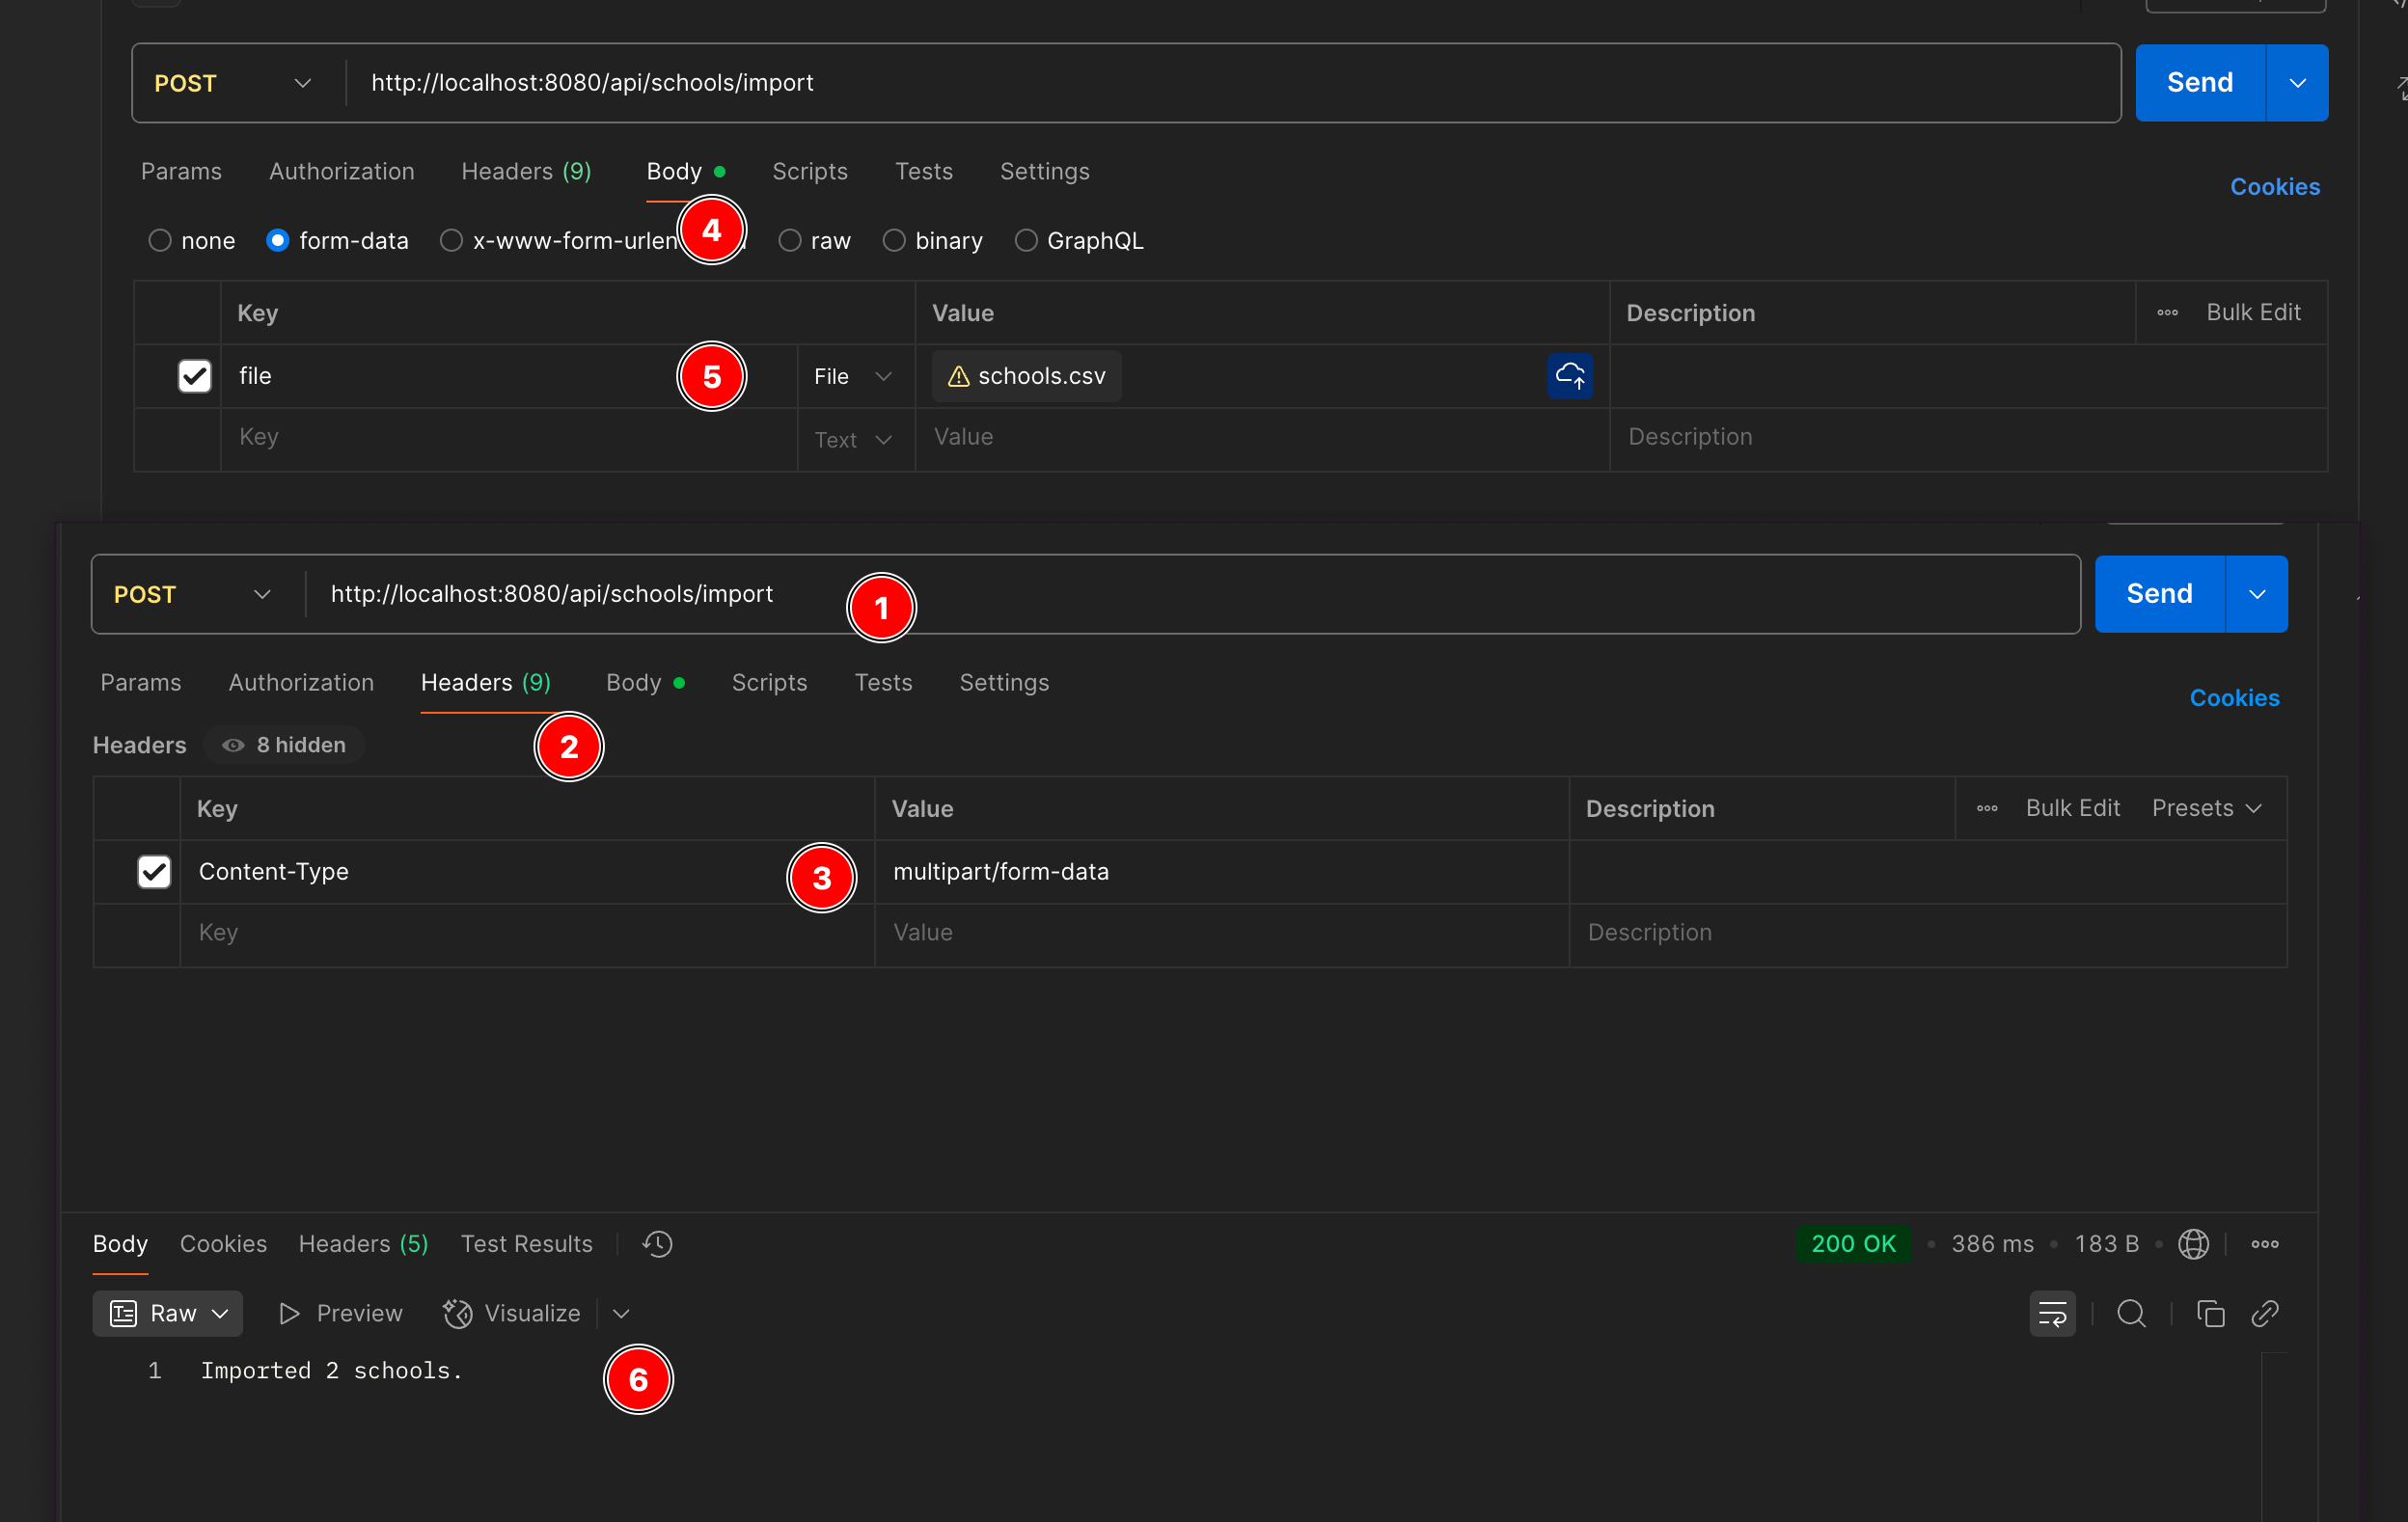 POST http://localhost:8080/api/schools/import Send
Params Authorization Headers (9) Body Scripts Tests Settings Cookies
none form-data x-www-form-urlen 4 raw binary GraphQL
Key Value Description Bulk Edit
file 5 File schools.csv
Key Text Value Description
POST http://localhost:8080/api/schools/import 1 Send
Params Authorization Headers (9) Body Scripts Tests Settings Cookies
Headers 8 hidden 2
Key Value Description Bulk Edit Presets
Content-Type 3 multipart/form-data
Key Value Description
Body Cookies Headers (5) Test Results 200 OK • 386 ms • 183 B •
Raw Preview Visualize
1 Imported 2 schools. 6